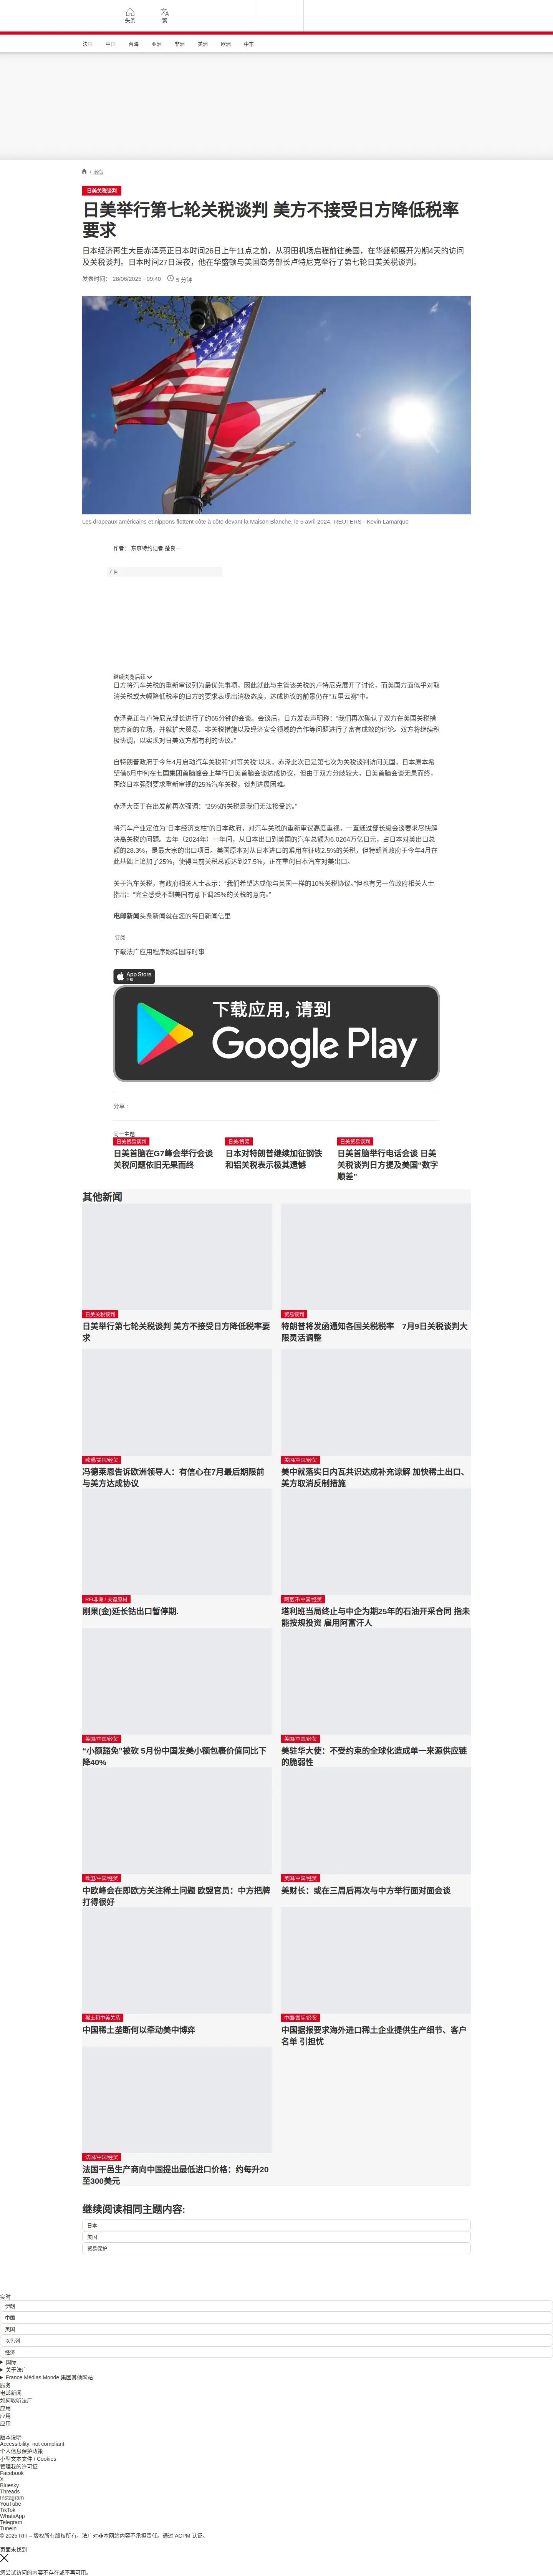 头条
繁
法国 中国 台海 亚洲 非洲 美洲 欧洲 中东
/ 经贸
日美关税谈判
日美举行第七轮关税谈判 美方不接受日方降低税率
要求
日本经济再生大臣赤泽亮正日本时间26日上午11点之前，从羽田机场启程前往美国，在华盛顿展开为期4天的访问
及关税谈判。日本时间27日深夜，他在华盛顿与美国商务部长卢特尼克举行了第七轮日美关税谈判。
发表时间： 28/06/2025 - 09:40 5 分钟
Les drapeaux américains et nippons flottent côte à côte devant la Maison Blanche, le 5 avril 2024. REUTERS - Kevin Lamarque
作者： 东京特约记者 楚良一
广告
继续浏览后续
日方将汽车关税的重新审议列为最优先事项，因此就此与主管该关税的卢特尼克展开了讨论，而美国方面似乎对取
消关税或大幅降低税率的日方的要求表现出消极态度，达成协议的前景仍在“五里云雾”中。
赤泽亮正与卢特尼克部长进行了约65分钟的会谈。会谈后，日方发表声明称：“我们再次确认了双方在美国关税措
施方面的立场，并就扩大贸易、非关税措施以及经济安全领域的合作等问题进行了富有成效的讨论。双方将继续积
极协调，以实现对日美双方都有利的协议。”
自特朗普政府于今年4月启动汽车关税和“对等关税”以来，赤泽此次已是第七次为关税谈判访问美国，日本原本希
望借6月中旬在七国集团首脑峰会上举行日美首脑会谈达成协议，但由于双方分歧较大，日美首脑会谈无果而终，
围绕日本强烈要求重新审视的25%汽车关税，谈判进展困难。
赤泽大臣于在出发前再次强调：“25%的关税是我们无法接受的。”
将汽车产业定位为“日本经济支柱”的日本政府，对汽车关税的重新审议高度重视，一直通过部长级会谈要求尽快解
决高关税的问题。去年（2024年）一年间，从日本出口到美国的汽车总额为6.0264万亿日元，占日本对美出口总
额的28.3%，是最大宗的出口项目。美国原本对从日本进口的乘用车征收2.5%的关税，但特朗普政府于今年4月在
此基础上追加了25%，使得当前关税总额达到27.5%，正在重创日本汽车对美出口。
关于汽车关税，有政府相关人士表示：“我们希望达成像与英国一样的10%关税协议。”但也有另一位政府相关人士
指出：“完全感受不到美国有意下调25%的关税的意向。”
电邮新闻头条新闻就在您的每日新闻信里
订阅
下载法广应用程序跟踪国际时事
App Store
下载
下载应用，请到
Google Play
分享 :
同一主题
日美贸易谈判
日美首脑在G7峰会举行会谈
关税问题依旧无果而终
日美/贸易
日本对特朗普继续加征钢铁
和铝关税表示极其遗憾
日美贸易谈判
日美首脑举行电话会谈 日美
关税谈判日方提及美国“数字
顺差”
其他新闻
日美关税谈判
日美举行第七轮关税谈判 美方不接受日方降低税率要
求
贸易谈判
特朗普将发函通知各国关税税率 7月9日关税谈判大
限灵活调整
欧盟/美国/经贸
冯德莱恩告诉欧洲领导人：有信心在7月最后期限前
与美方达成协议
美国/中国/经贸
美中就落实日内瓦共识达成补充谅解 加快稀土出口、
美方取消反制措施
RFI非洲 / 关键原材
刚果(金)延长钴出口暂停期.
阿富汗/中国/经贸
塔利班当局终止与中企为期25年的石油开采合同 指未
能按规投资 雇用阿富汗人
美国/中国/经贸
“小额豁免”被砍 5月份中国发美小额包裹价值同比下
降40%
美国/中国/经贸
美驻华大使：不受约束的全球化造成单一来源供应链
的脆弱性
欧盟/中国/经贸
中欧峰会在即欧方关注稀土问题 欧盟官员：中方把牌
打得很好
美国/中国/经贸
美财长：或在三周后再次与中方举行面对面会谈
稀土和中美关系
中国稀土垄断何以牵动美中博弈
中国/国际/经贸
中国据报要求海外进口稀土企业提供生产细节、客户
名单 引担忧
法国/中国/经贸
法国干邑生产商向中国提出最低进口价格：约每升20
至300美元
继续阅读相同主题内容:
日本
美国
贸易保护
实时
伊朗
中国
美国
以色列
经济
国际
关于法广
France Médias Monde 集团其他网站
服务
电邮新闻
如何收听法广
应用
应用
应用
版本说明
Accessibility: not compliant
个人信息保护政策
小型文本文件 / Cookies
管理我的许可证
Facebook
X
Bluesky
Threads
Instagram
YouTube
TikTok
WhatsApp
Telegram
TuneIn
© 2025 RFI – 版权所有版权所有。法广对非本网站内容不承担责任。通过 ACPM 认证。
页面未找到
您尝试访问的内容不存在或不再可用。